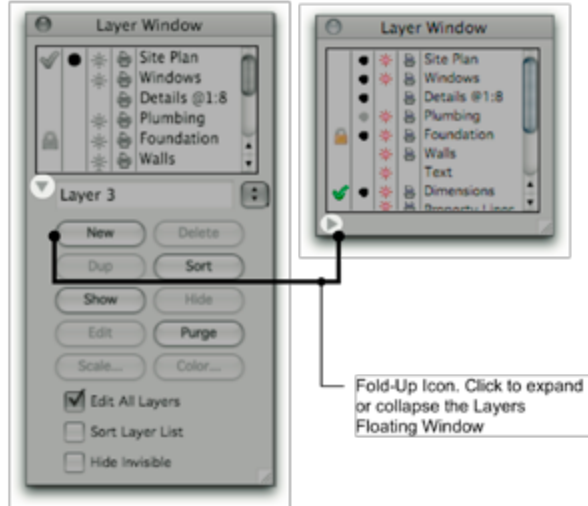 Layer Window
Site Plan
Windows
Details @1:8
Plumbing
Foundation
Walls
Layer 3
New Delete
Dup Sort
Show Hide
Edit Purge
Scale... Color...
Edit All Layers
Sort Layer List
Hide Invisible
Layer Window
Site Plan
Windows
Details @1:8
Plumbing
Foundation
Walls
Text
Dimensions
Property Lines
Fold-Up Icon. Click to expand
or collapse the Layers
Floating Window